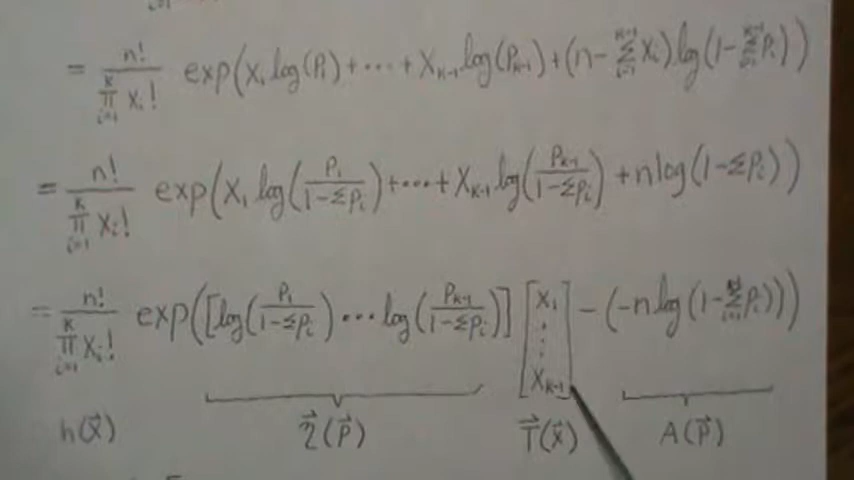 = n!/∏_{i=1}^{K} X_i! exp(X_1 log(P_1) + ⋯ + X_{K-1} log(P_{K-1}) + (n - ∑_{i=1}^{K-1} X_i) log(1 - ∑_{i=1}^{K-1} P_i))
= n!/∏_{i=1}^{K} X_i! exp(X_1 log(P_1/(1-∑P_i)) + ⋯ + X_{K-1} log(P_{K-1}/(1-∑P_i)) + n log(1-∑P_i))
= n!/∏_{i=1}^{K} X_i! exp([log(P_1/(1-∑P_i)) ⋯ log(P_{K-1}/(1-∑P_i))] [X_1 ⋮ X_{K-1}] - (-n log(1-∑_{i=1}^{K-1} P_i)))
h(x⃗) η⃗(p⃗) T⃗(x⃗) A(p⃗)